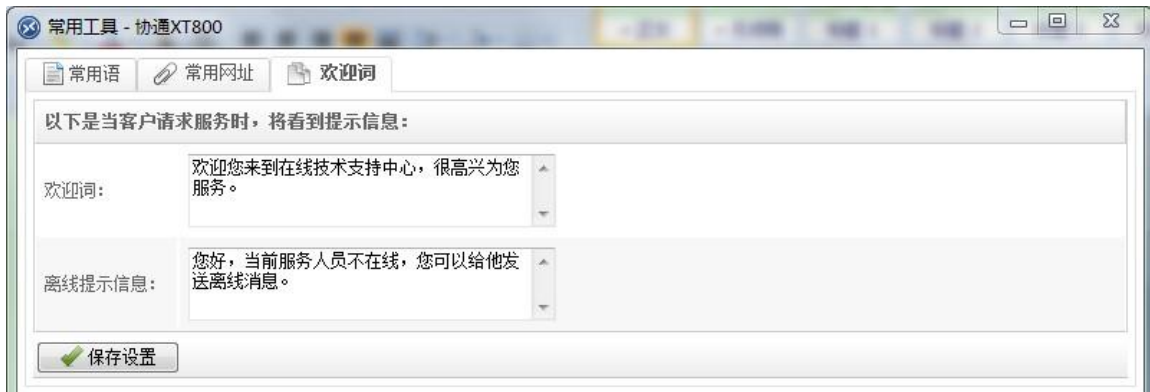 常用工具 - 协通XT800
常用语
常用网址
欢迎词
以下是当客户请求服务时，将看到提示信息：
欢迎词：
欢迎您来到在线技术支持中心，很高兴为您
服务。
离线提示信息：
您好，当前服务人员不在线，您可以给他发
送离线消息。
保存设置